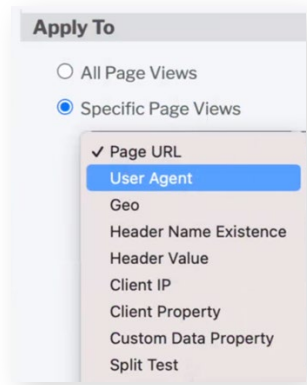 Apply To
All Page Views
Specific Page Views
✓ Page URL
User Agent
Geo
Header Name Existence
Header Value
Client IP
Client Property
Custom Data Property
Split Test